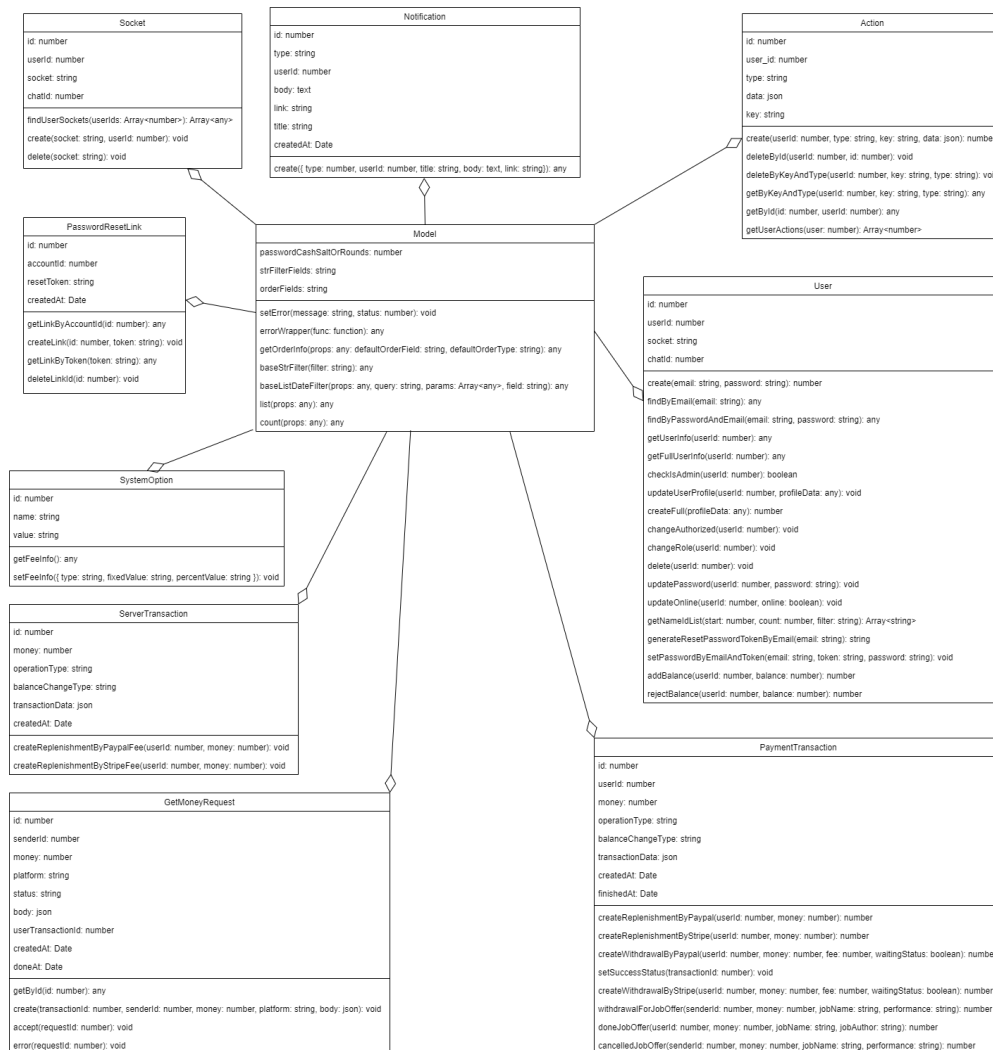 Socket
id: number
userId: number
socket: string
chatId: number
findUserSockets(userIds: Array<number>): Array<any>
create(socket: string, userId: number): void
delete(socket: string): void
Notification
id: number
type: string
userId: number
body: text
link: string
title: string
createdAt: Date
create({ type: number, userId: number, title: string, body: text, link: string}): any
Action
id: number
user_id: number
type: string
data: json
key: string
create(userId: number, type: string, key: string, data: json): numbe
deleteById(userId: number, id: number): void
deleteByKeyAndType(userId: number, key: string, type: string): voi
getByKeyAndType(userId: number, key: string, type: string): any
getById(id: number, userId: number): any
getUserActions(user: number): Array<number>
PasswordResetLink
id: number
accountId: number
resetToken: string
createdAt: Date
getLinkByAccountId(id: number): any
createLink(id: number, token: string): void
getLinkByToken(token: string): any
deleteLinkId(id: number): void
Model
passwordCashSaltOrRounds: number
strFilterFields: string
orderFields: string
setError(message: string, status: number): void
errorWrapper(func: function): any
getOrderInfo(props: any: defaultOrderField: string, defaultOrderType: string): any
baseStrFilter(filter: string): any
baseListDateFilter(props: any, query: string, params: Array<any>, field: string): any
list(props: any): any
count(props: any): any
User
id: number
userId: number
socket: string
chatId: number
create(email: string, password: string): number
findByEmail(email: string): any
findByPasswordAndEmail(email: string, password: string): any
getUserInfo(userId: number): any
getFullUserInfo(userId: number): any
checkIsAdmin(userId: number): boolean
updateUserProfile(userId: number, profileData: any): void
createFull(profileData: any): number
changeAuthorized(userId: number): void
changeRole(userId: number): void
delete(userId: number): void
updatePassword(userId: number, password: string): void
updateOnline(userId: number, online: boolean): void
getNameIdList(start: number, count: number, filter: string): Array<string>
generateResetPasswordTokenByEmail(email: string): string
setPasswordByEmailAndToken(email: string, token: string, password: string): void
addBalance(userId: number, balance: number): number
rejectBalance(userId: number, balance: number): number
SystemOption
id: number
name: string
value: string
getFeeInfo(): any
setFeeInfo({ type: string, fixedValue: string, percentValue: string }): void
ServerTransaction
id: number
money: number
operationType: string
balanceChangeType: string
transactionData: json
createdAt: Date
createReplenishmentByPaypalFee(userId: number, money: number): void
createReplenishmentByStripeFee(userId: number, money: number): void
GetMoneyRequest
id: number
senderId: number
money: number
platform: string
status: string
body: json
userTransactionId: number
createdAt: Date
doneAt: Date
getById(id: number): any
create(transactionId: number, senderId: number, money: number, platform: string, body: json): void
accept(requestId: number): void
error(requestId: number): void
PaymentTransaction
id: number
userId: number
money: number
operationType: string
balanceChangeType: string
transactionData: json
createdAt: Date
finishedAt: Date
createReplenishmentByPaypal(userId: number, money: number): number
createReplenishmentByStripe(userId: number, money: number): number
createWithdrawalByPaypal(userId: number, money: number, fee: number, waitingStatus: boolean): numbe
setSuccessStatus(transactionId: number): void
createWithdrawalByStripe(userId: number, money: number, fee: number, waitingStatus: boolean): number
withdrawalForJobOffer(senderId: number, money: number, jobName: string, performance: string): number
doneJobOffer(userId: number, money: number, jobName: string, jobAuthor: string): number
cancelledJobOffer(senderId: number, money: number, jobName: string, performance: string): number